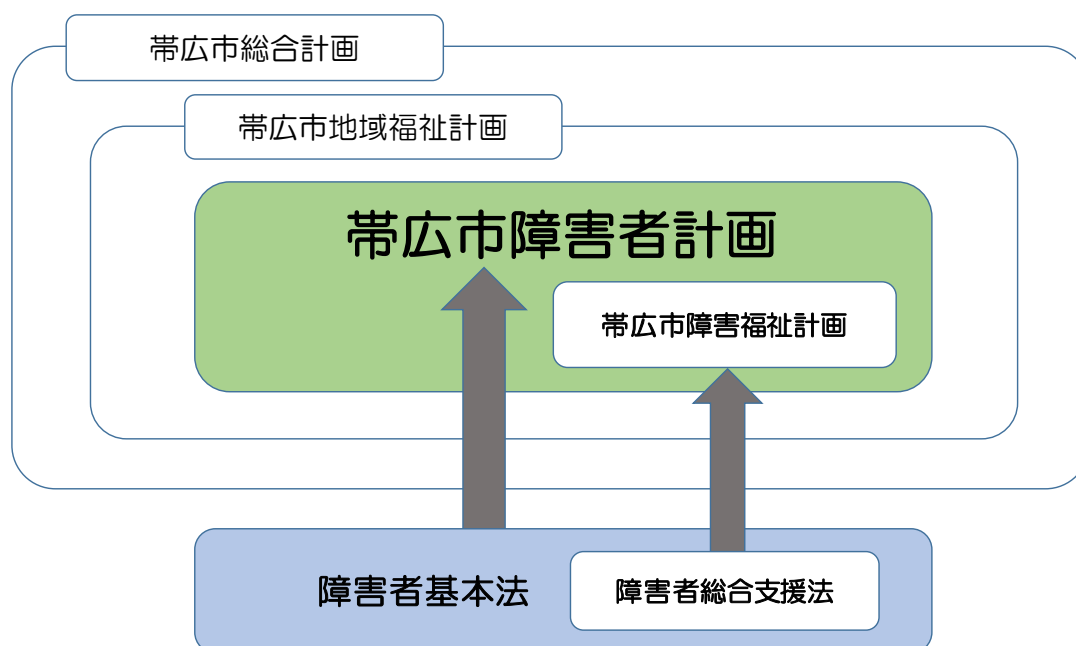 帯広市総合計画
帯広市地域福祉計画
帯広市障害者計画
帯広市障害福祉計画
障害者基本法
障害者総合支援法